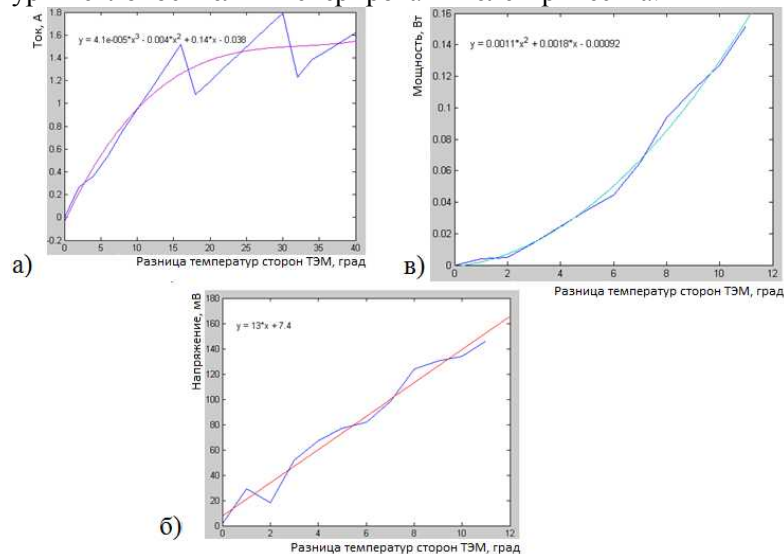 1.8
1.6
1.4
1.2
1
0.8
0.6
0.4
0.2
0
-0.2
Ток, А
y = 4.1e-005*x³ - 0.004*x² + 0.14*x - 0.038
0 5 10 15 20 25 30 35 40
Разница температур сторон ТЭМ, град
а)
0.16
0.14
0.12
0.1
0.08
0.06
0.04
0.02
0
Мощность, Вт
y = 0.0011*x² + 0.0018*x - 0.00092
0 2 4 6 8 10 12
Разница температур сторон ТЭМ, град
в)
180
160
140
120
100
80
60
40
20
0
Напряжение, мВ
y = 13*x + 7.4
0 2 4 6 8 10 12
Разница температур сторон ТЭМ, град
б)